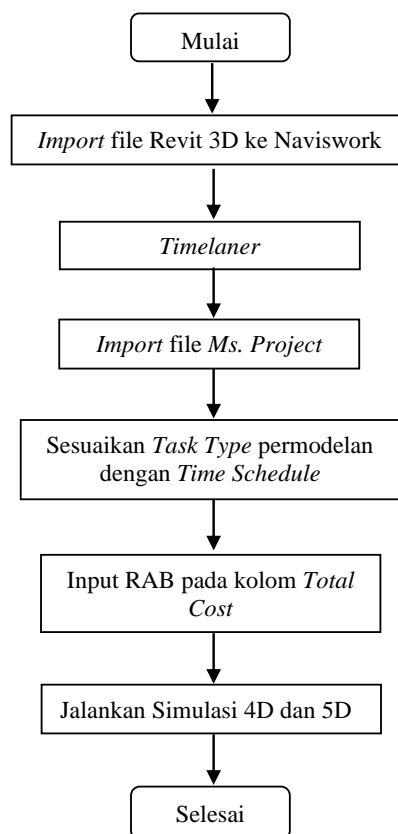 Mulai
Import file Revit 3D ke Naviswork
Timelaner
Import file Ms. Project
Sesuaikan Task Type permodelan
dengan Time Schedule
Input RAB pada kolom Total
Cost
Jalankan Simulasi 4D dan 5D
Selesai